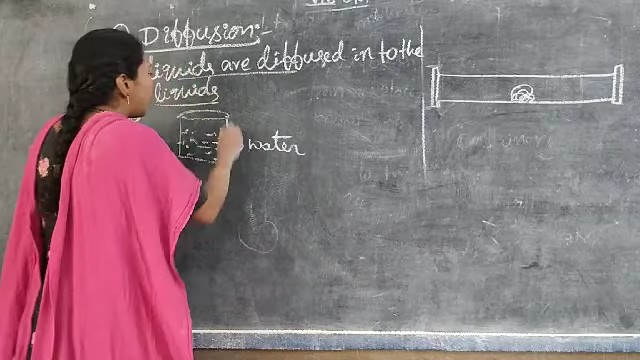 Diffusion:-
liquids are diffused in to the
liquids
water